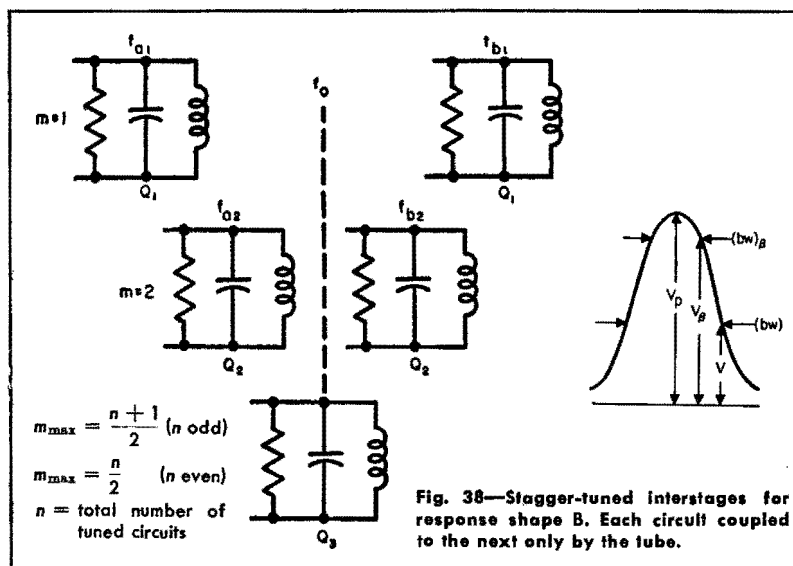 fa1
fb1
fo
m=1
Q1
Q1
fa2
fb2
m=2
Q2
Q2
(bw)β
Vp
Vβ
(bw)
V
m_max = (n + 1)/2 (n odd)
m_max = n/2 (n even)
n = total number of
tuned circuits
Q3
Fig. 38—Stagger-tuned interstages for
response shape B. Each circuit coupled
to the next only by the tube.